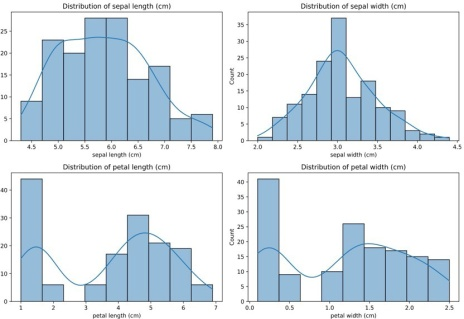 Distribution of sepal length (cm)
25
20
15
10
5
0
4.5 5.0 5.5 6.0 6.5 7.0 7.5 8.0
sepal length (cm)
Distribution of sepal width (cm)
Count
35
30
25
20
15
10
5
0
2.0 2.5 3.0 3.5 4.0 4.5
sepal width (cm)
Distribution of petal length (cm)
40
30
20
10
0
1 2 3 4 5 6 7
petal length (cm)
Distribution of petal width (cm)
Count
40
35
30
25
20
15
10
5
0
0.0 0.5 1.0 1.5 2.0 2.5
petal width (cm)